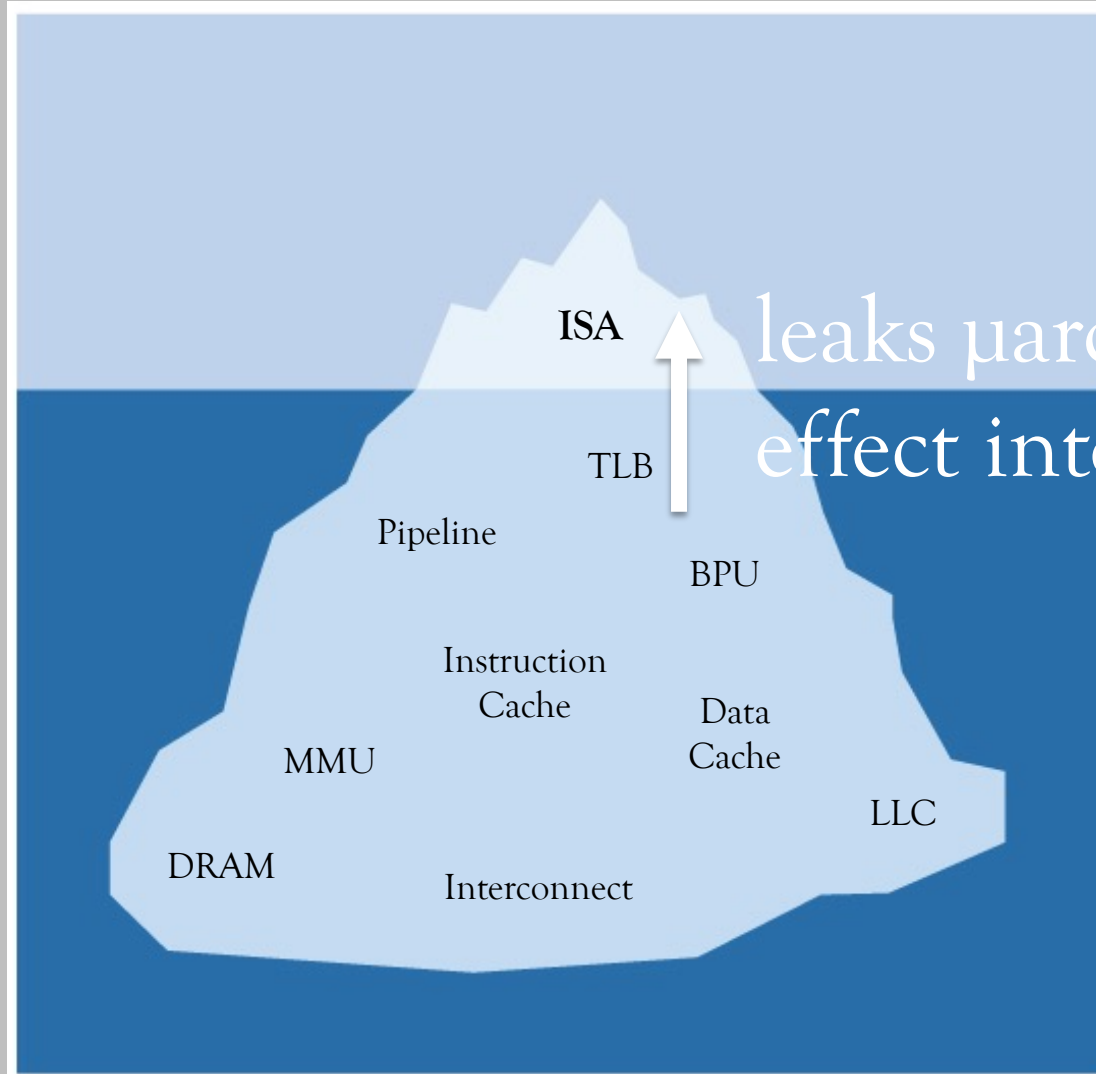 ISA
leaks
effect
TLB
Pipeline
BPU
Instruction
Cache
Data
Cache
MMU
LLC
DRAM
Interconnect